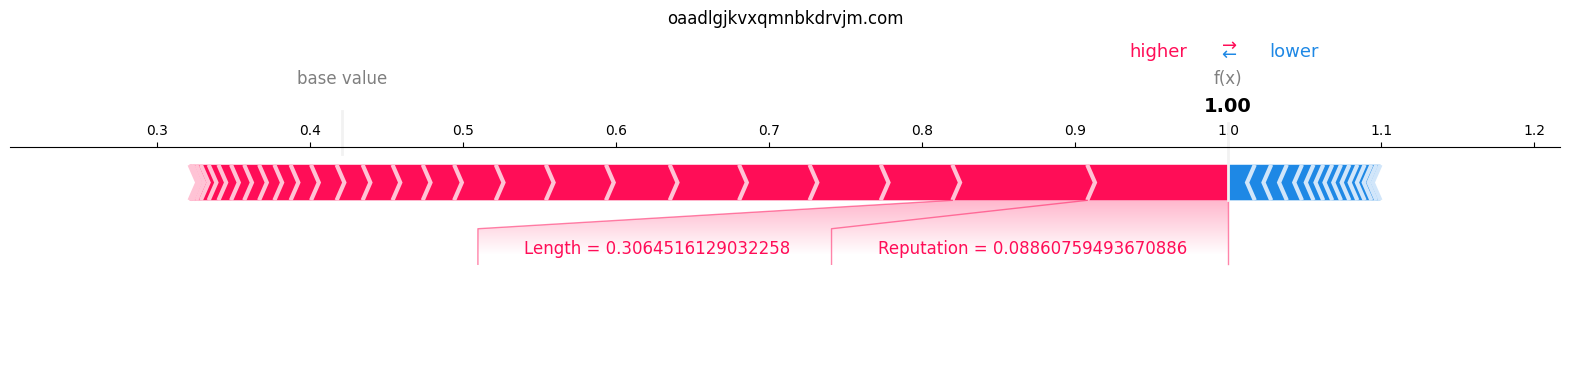 oaadlgjkvxqmnbkdrvjm.com
higher ⇄ lower
base value f(x)
1.00
0.3 0.4 0.5 0.6 0.7 0.8 0.9 1.0 1.1 1.2
Length = 0.3064516129032258 Reputation = 0.08860759493670886